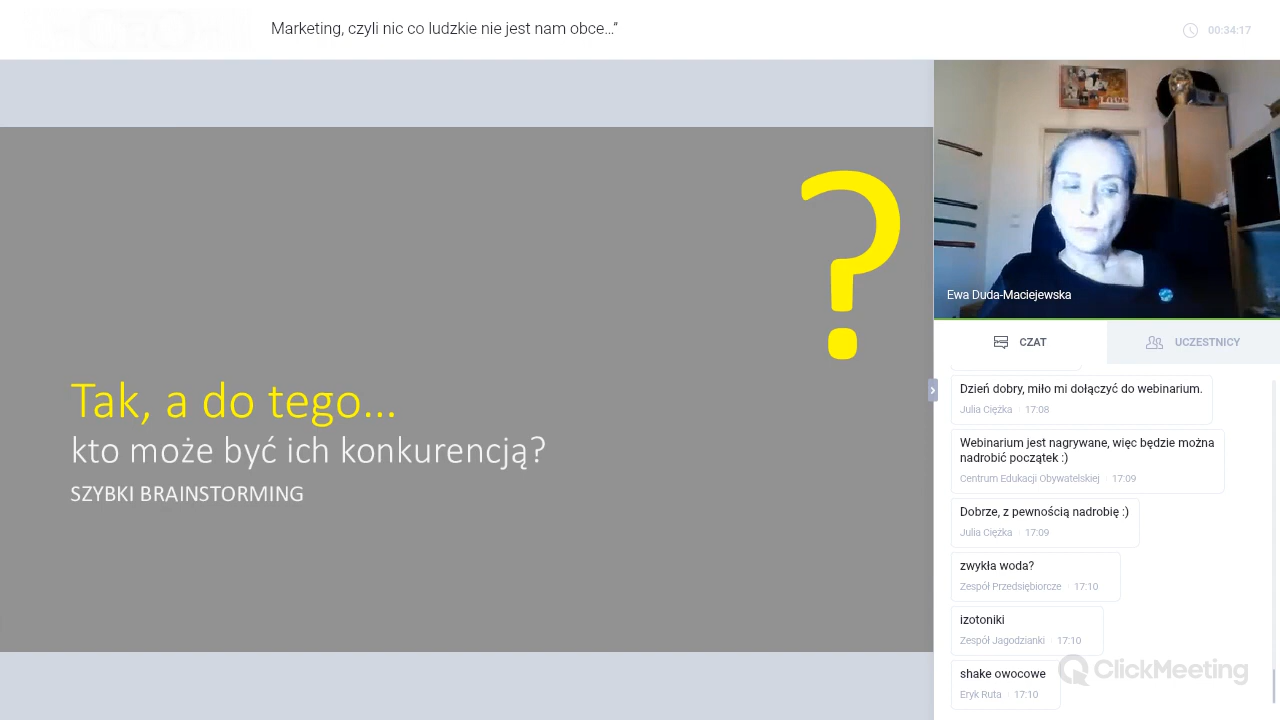 Marketing, czyli nic co ludzkie nie jest nam obce...”
00:34:17
?
Tak, a do tego...
kto może być ich konkurencją?
SZYBKI BRAINSTORMING
Ewa Duda-Maciejewska
CZAT
UCZESTNICY
Dzień dobry, miło mi dołączyć do webinarium.
Julia Ciężka 17:08
Webinarium jest nagrywane, więc będzie można
nadrobić początek :)
Centrum Edukacji Obywatelskiej 17:09
Dobrze, z pewnością nadrobię :)
Julia Ciężka 17:09
zwykła woda?
Zespół Przedsiębiorcze 17:10
izotoniki
Zespół Jagodzianki 17:10
shake owocowe
Eryk Ruta 17:10
ClickMeeting